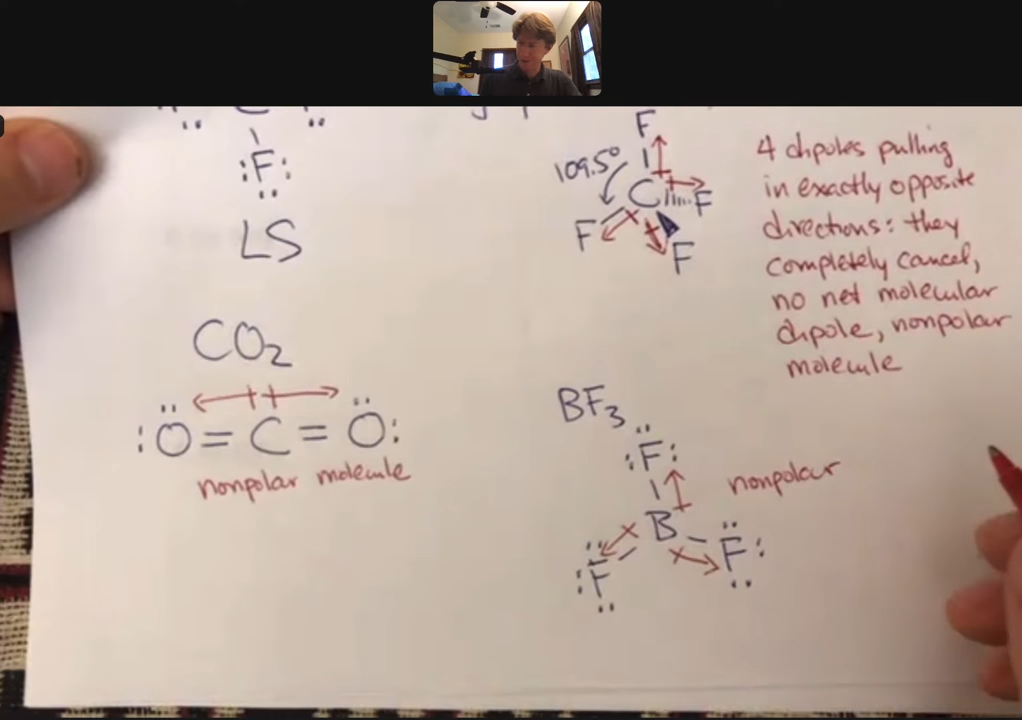 :F:
LS
CO2
:O=C=O:
nonpolar molecule
F
109.5°
C
F
F
F
4 dipoles pulling
in exactly opposite
directions: they
completely cancel,
no net molecular
dipole, nonpolar
molecule
BF3
:F:
B
:F
F:
nonpolar